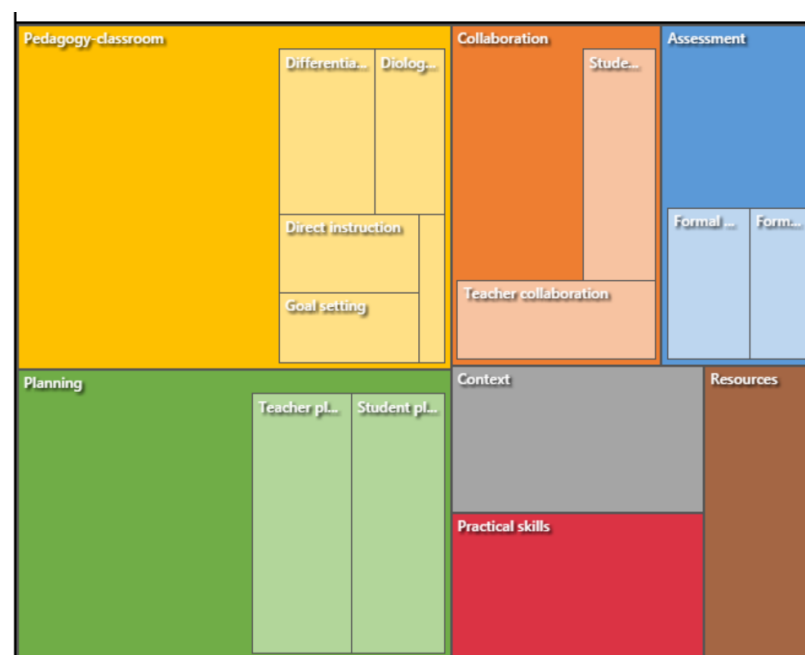 Pedagogy-classroom
Differentia...
Diolog...
Direct instruction
Goal setting
Collaboration
Stude...
Teacher collaboration
Assessment
Formal ...
Form...
Planning
Teacher pl...
Student pl...
Context
Resources
Practical skills